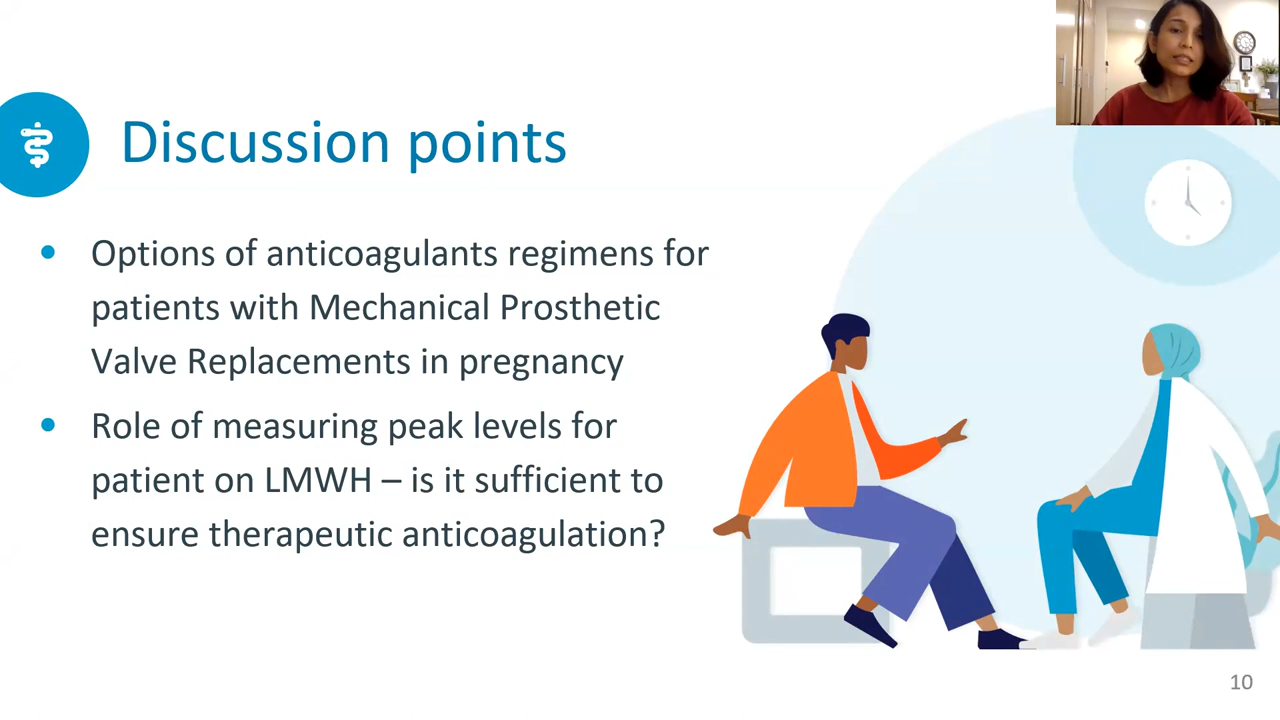 Discussion points
• Options of anticoagulants regimens for
patients with Mechanical Prosthetic
Valve Replacements in pregnancy
• Role of measuring peak levels for
patient on LMWH – is it sufficient to
ensure therapeutic anticoagulation?
10